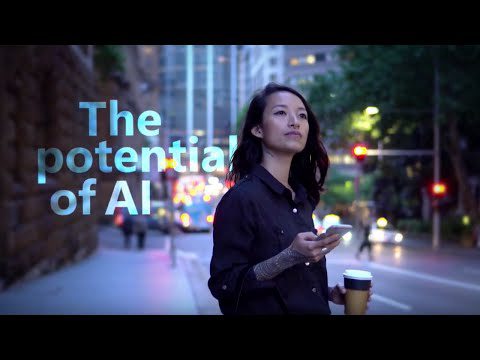 The
potential
of AI